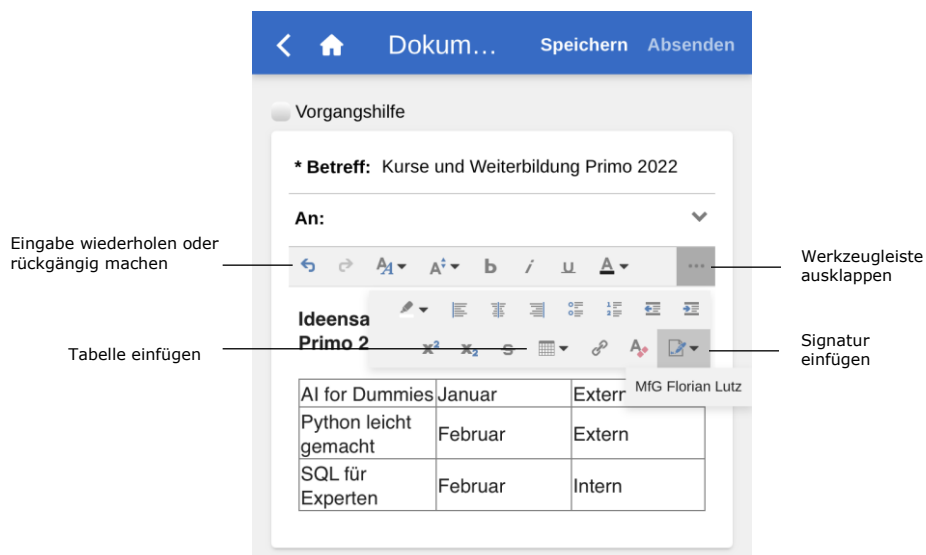 Dokum... Speichern Absenden
Vorgangshilfe
* Betreff: Kurse und Weiterbildung Primo 2022
An:
Eingabe wiederholen oder
rückgängig machen
Werkzeugleiste
ausklappen
Ideensa
Primo 2
Tabelle einfügen
Signatur
einfügen
MfG Florian Lutz
AI for Dummies Januar Extern
Python leicht
gemacht Februar Extern
SQL für
Experten Februar Intern